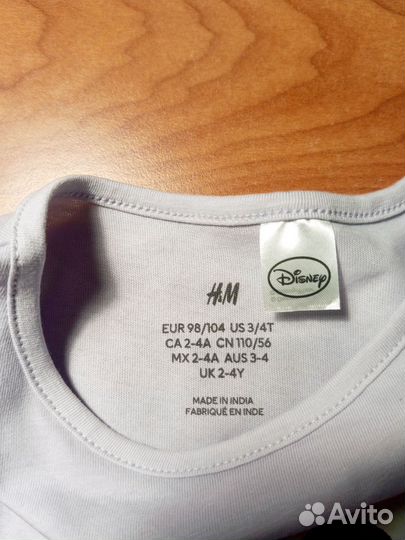 H&M
Disney
EUR 98/104 US 3/4T
CA 2-4A CN 110/56
MX 2-4A AUS 3-4
UK 2-4Y
MADE IN INDIA
FABRIQUÉ EN INDE
Avito